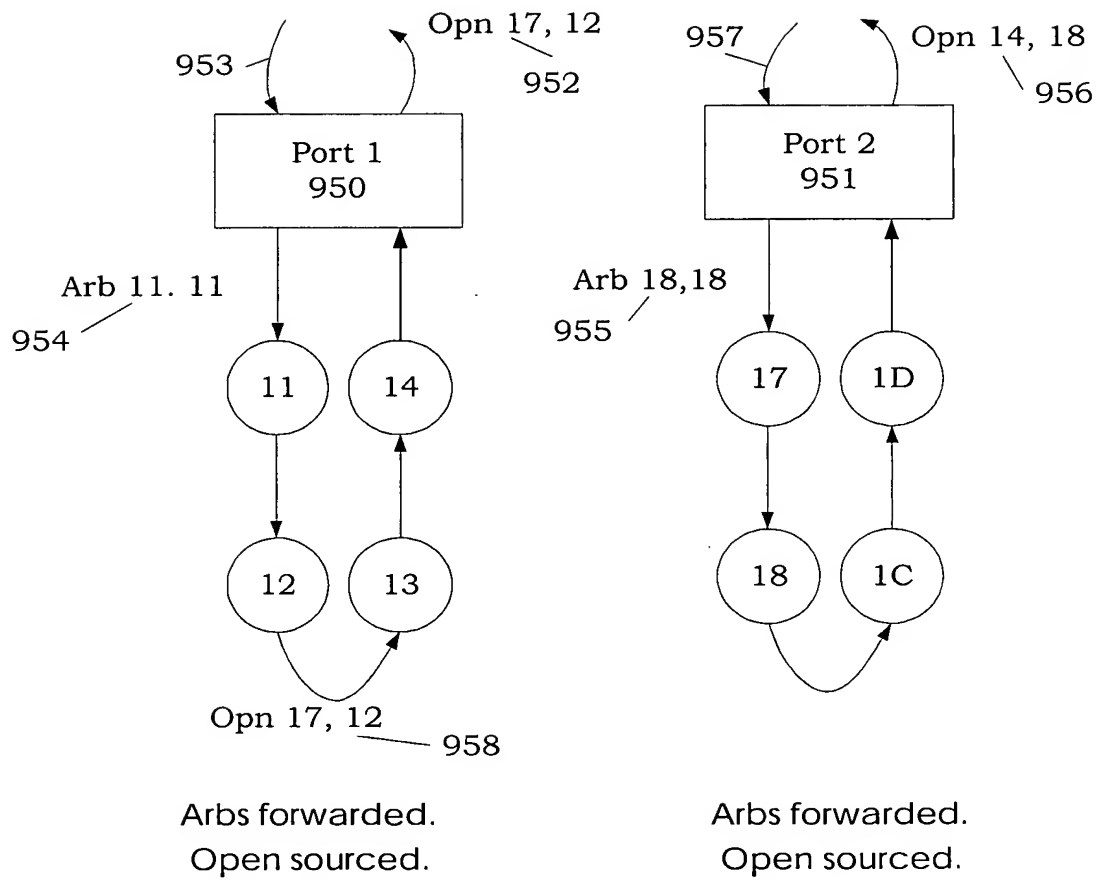 Opn 17, 12
952
953
Port 1
950
Arb 11. 11
954
11
14
12
13
Opn 17, 12
958
Arbs forwarded.
Open sourced.
957
Opn 14, 18
956
Port 2
951
Arb 18,18
955
17
1D
18
1C
Arbs forwarded.
Open sourced.